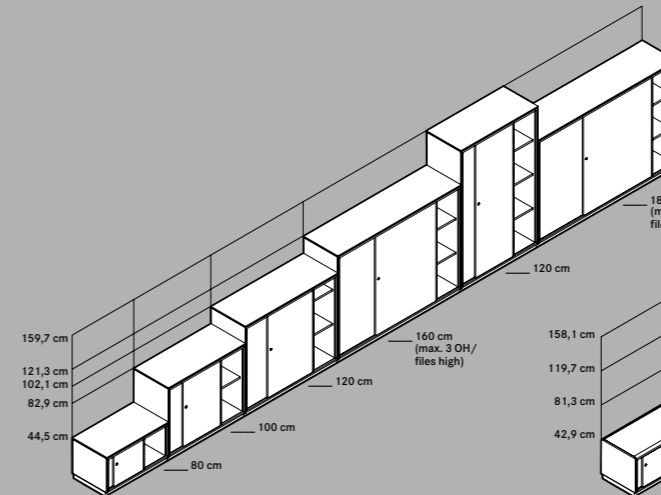 159,7 cm
121,3 cm
102,1 cm
82,9 cm
44,5 cm
80 cm
100 cm
120 cm
160 cm
(max. 3 OH/
files high)
120 cm
158,1 cm
119,7 cm
81,3 cm
42,9 cm